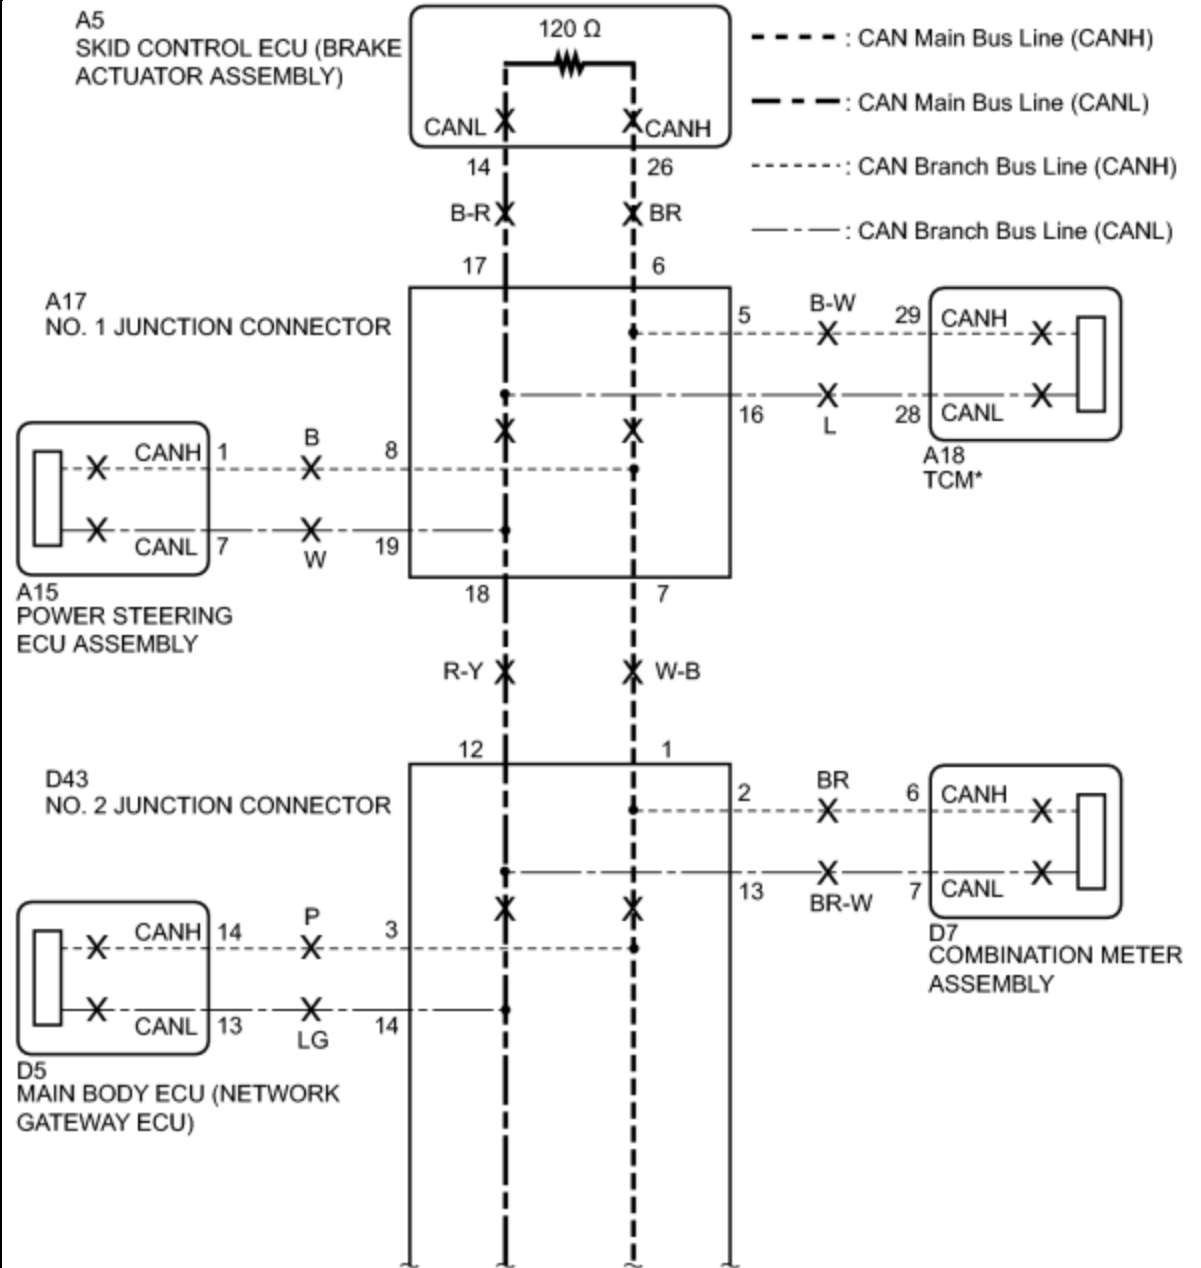 A5
SKID CONTROL ECU (BRAKE
ACTUATOR ASSEMBLY)
120 Ω
CANL
CANH
14
26
B-R
BR
17
6
: CAN Main Bus Line (CANH)
: CAN Main Bus Line (CANL)
: CAN Branch Bus Line (CANH)
: CAN Branch Bus Line (CANL)
A17
NO. 1 JUNCTION CONNECTOR
5
B-W
29
CANH
16
L
28
CANL
A18
TCM*
CANH
1
B
8
CANL
7
W
19
A15
POWER STEERING
ECU ASSEMBLY
18
7
R-Y
W-B
12
1
D43
NO. 2 JUNCTION CONNECTOR
2
BR
6
CANH
13
BR-W
7
CANL
D7
COMBINATION METER
ASSEMBLY
CANH
14
P
3
CANL
13
LG
14
D5
MAIN BODY ECU (NETWORK
GATEWAY ECU)